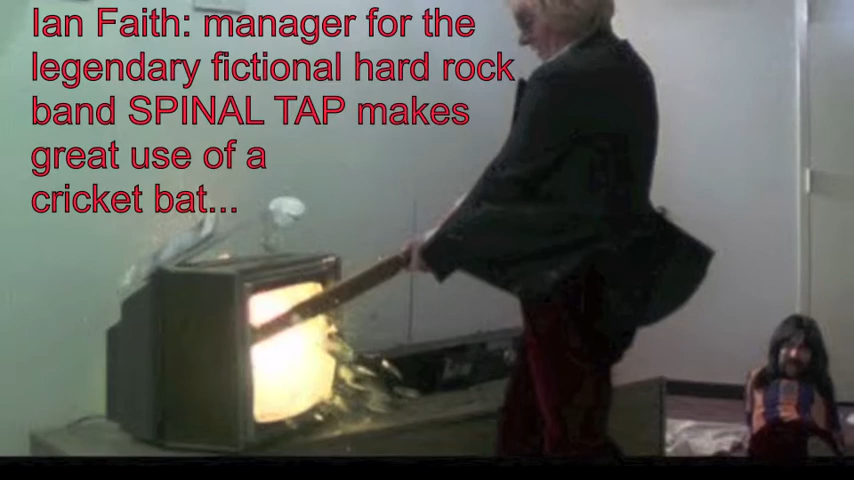 Ian Faith: manager for the
legendary fictional hard rock
band SPINAL TAP makes
great use of a
cricket bat...